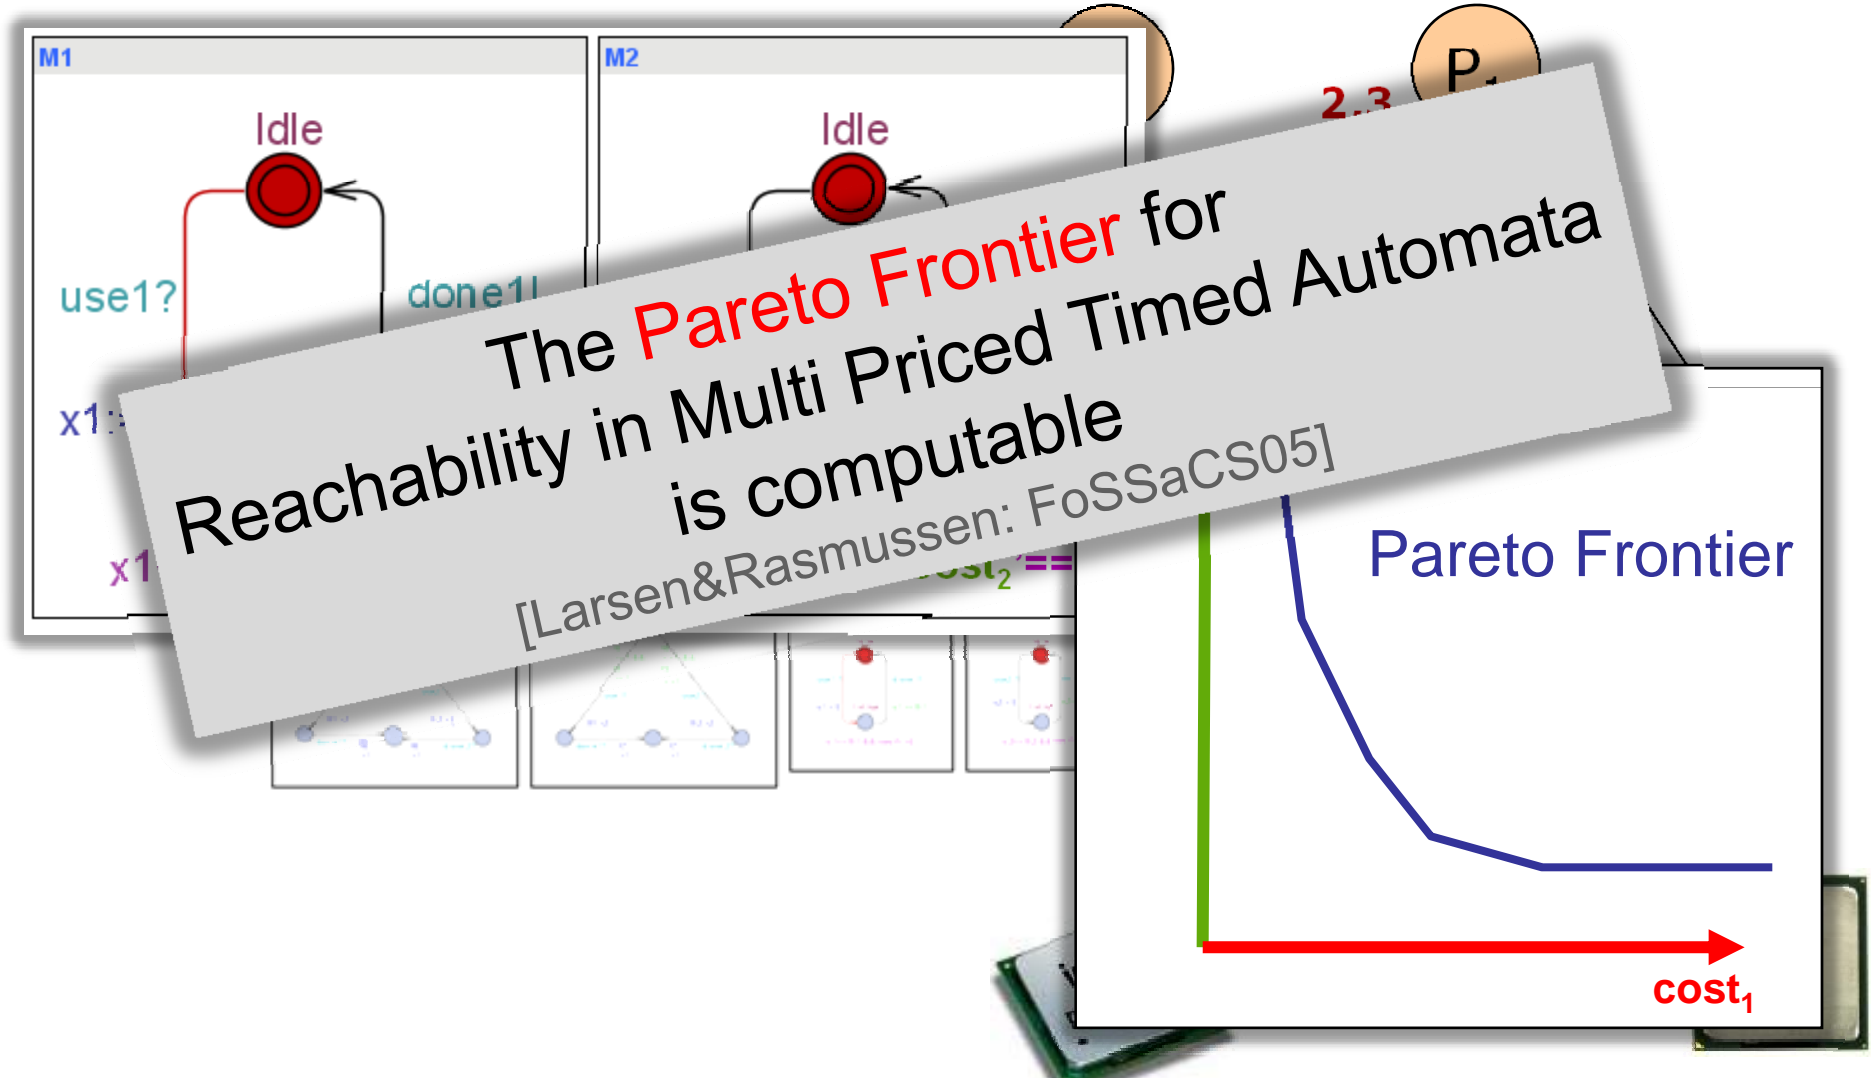 M1
M2
P
2,3
Idle
Idle
use1?
done1!
x1:=
x1
The Pareto Frontier for
Reachability in Multi Priced Timed Automata
is computable
[Larsen&Rasmussen: FoSSaCS05]
cost₂'==
Pareto Frontier
cost₁